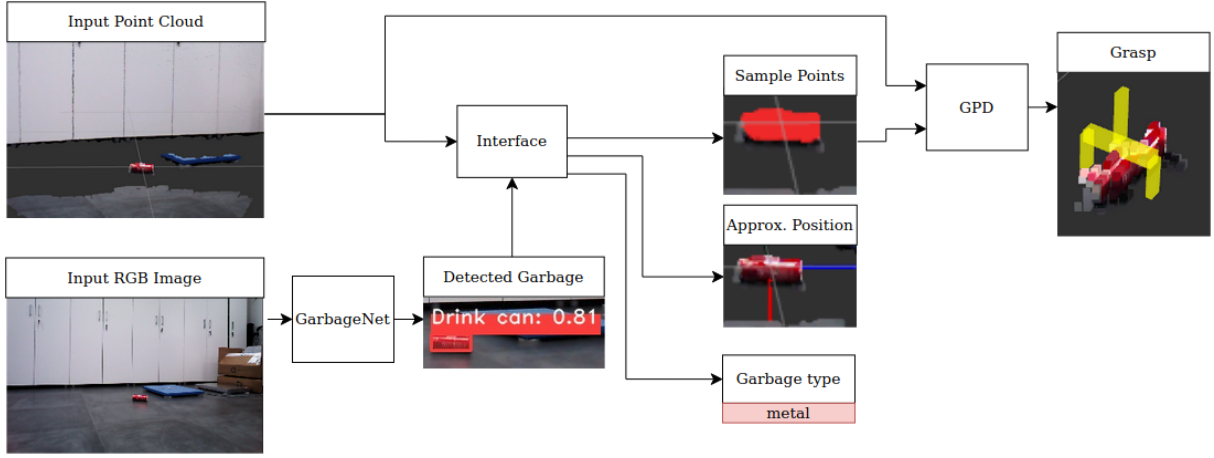 Input Point Cloud
Grasp
Sample Points
GPD
Interface
Approx. Position
Input RGB Image
Detected Garbage
GarbageNet
Drink can: 0.81
Garbage type
metal